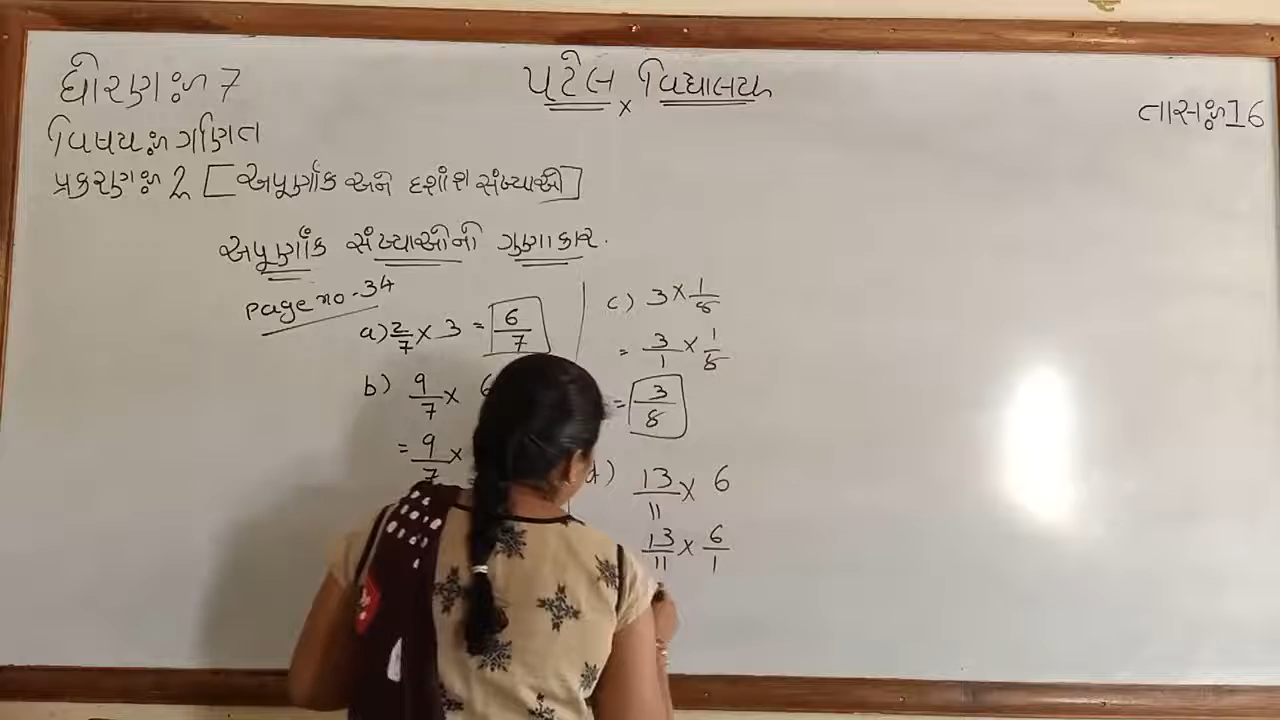 ધોરણઃ 7
પટેલ × વિદ્યાલય
તાસઃ 16
વિષયઃ ગણિત
પ્રકરણઃ 2 [અપૂર્ણાંક અને દશાંશ સંખ્યાઓ]
અપૂર્ણાંક સંખ્યાઓનો ગુણાકાર.
page no - 34
a) 2/7 × 3 = 6/7
b) 9/7 × 6
= 9/7 ×
c) 3 × 1/8
= 3/1 × 1/8
= 3/8
d) 13/11 × 6
13/11 × 6/1